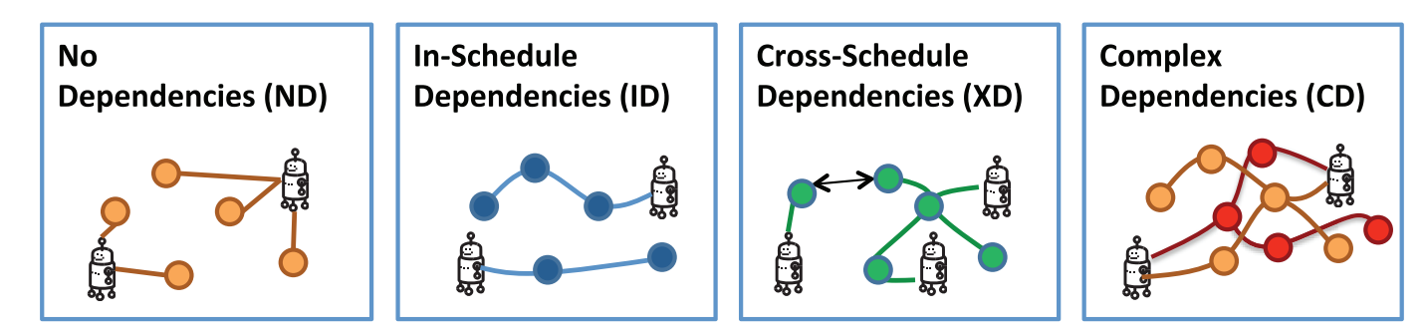 No
Dependencies (ND)
In-Schedule
Dependencies (ID)
Cross-Schedule
Dependencies (XD)
Complex
Dependencies (CD)